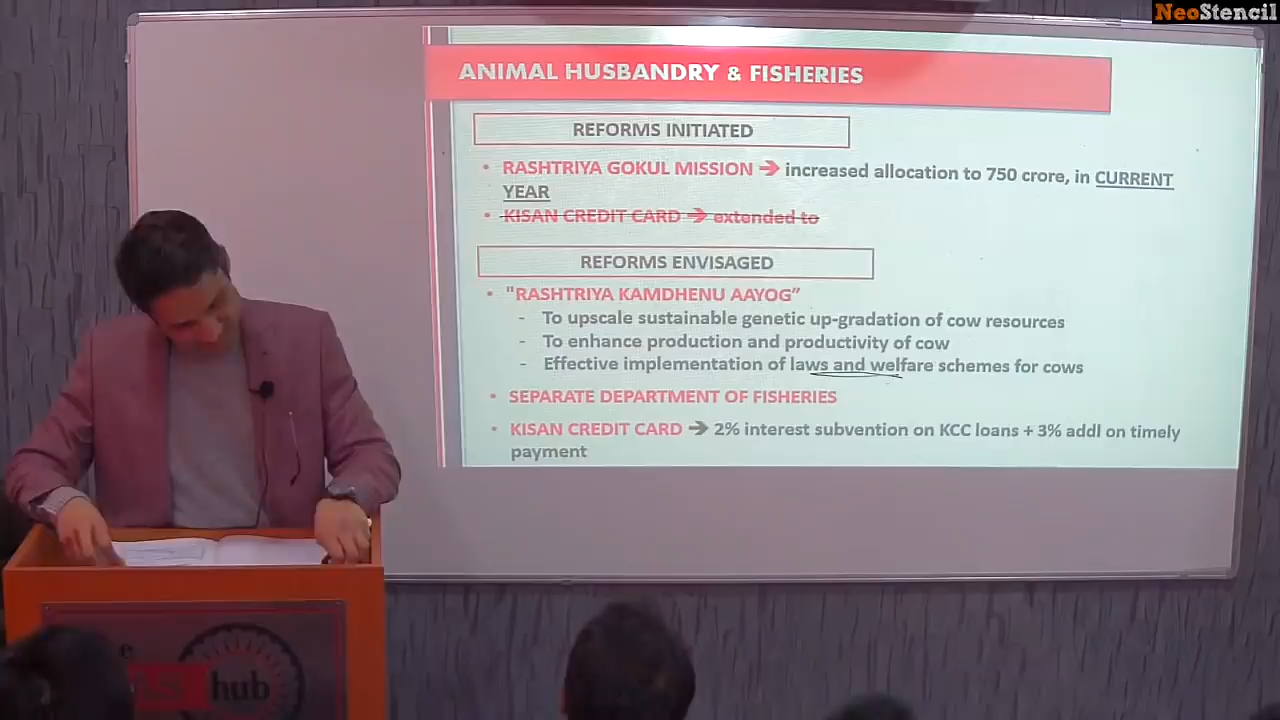 NeoStencil
ANIMAL HUSBANDRY & FISHERIES
REFORMS INITIATED
• RASHTRIYA GOKUL MISSION ➔ increased allocation to 750 crore, in CURRENT
YEAR
• KISAN CREDIT CARD ➔ extended to
REFORMS ENVISAGED
• "RASHTRIYA KAMDHENU AAYOG”
- To upscale sustainable genetic up-gradation of cow resources
- To enhance production and productivity of cow
- Effective implementation of laws and welfare schemes for cows
• SEPARATE DEPARTMENT OF FISHERIES
• KISAN CREDIT CARD ➔ 2% interest subvention on KCC loans + 3% addl on timely
payment
hub